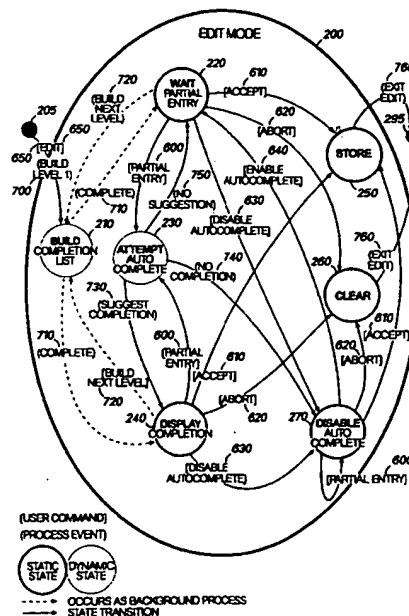 EDIT MODE
200
760
(EXIT EDIT)
295
720
(BUILD NEXT LEVEL)
220
WAIT PARTIAL ENTRY
610
[ACCEPT]
205
[EDIT]
650
650
(BUILD LEVEL 1)
700
620
[ABORT]
STORE
250
600
[PARTIAL ENTRY]
750
(NO SUGGESTION)
640
[ENABLE AUTOCOMPLETE]
630
[DISABLE AUTOCOMPLETE]
(COMPLETE)
710
210
230
BUILD COMPLETION LIST
ATTEMPT AUTO COMPLETE
740
(NO COMPLETION)
260
760
(EXIT EDIT)
CLEAR
730
(SUGGEST COMPLETION)
710
(COMPLETE)
600
(PARTIAL ENTRY)
610
[ACCEPT]
610
[ACCEPT]
620
[ABORT]
[BUILD NEXT LEVEL]
720
240
DISPLAY COMPLETION
[ABORT]
620
270
DISABLE AUTO COMPLETE
630
[DISABLE AUTOCOMPLETE]
600
[PARTIAL ENTRY]
[USER COMMAND]
(PROCESS EVENT)
STATIC STATE
DYNAMIC STATE
OCCURS AS BACKGROUND PROCESS
STATE TRANSITION